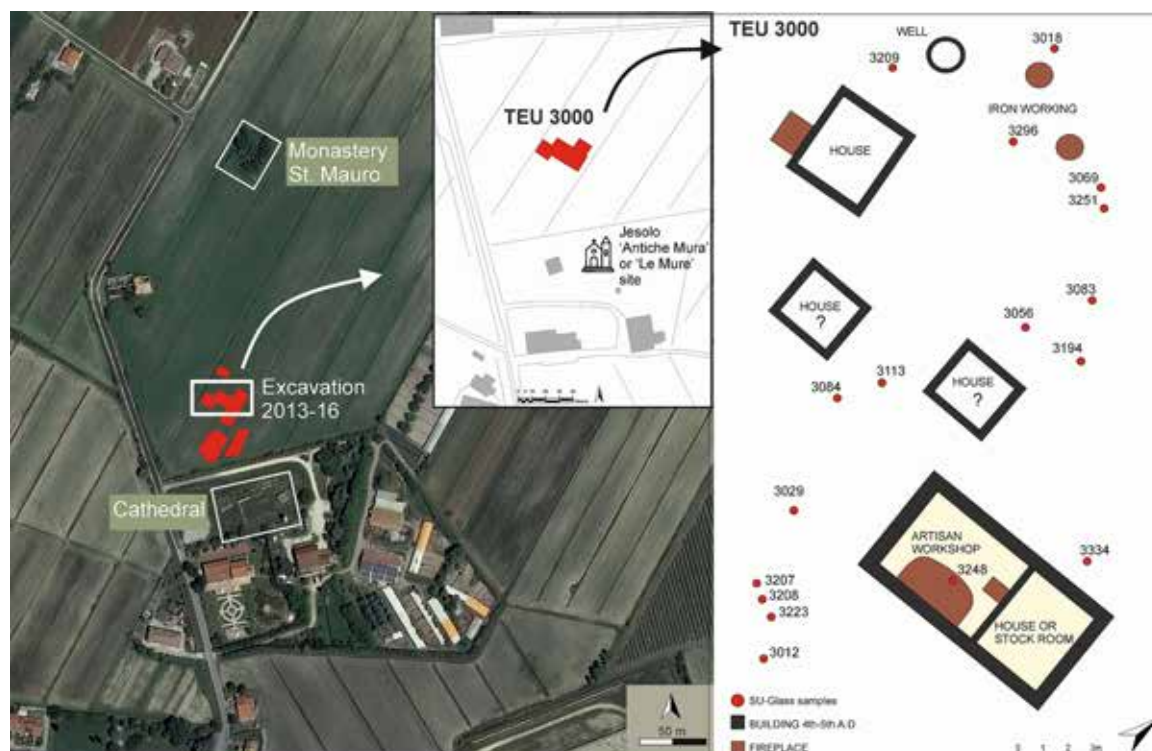 Monastery
St. Mauro
Excavation
2013-16
Cathedral
50 m
TEU 3000
Jesolo
'Antiche Mura'
or 'Le Mure'
site
TEU 3000
WELL
3018
3209
IRON WORKING
3296
HOUSE
3069
3251
HOUSE
?
3083
3056
3194
HOUSE
?
3113
3084
3029
ARTISAN
WORKSHOP
3248
3334
3207
3208
3223
HOUSE OR
STOCK ROOM
3012
SU-Glass samples
BUILDING 4th-5th A.D
FIREPLACE
0 1 2